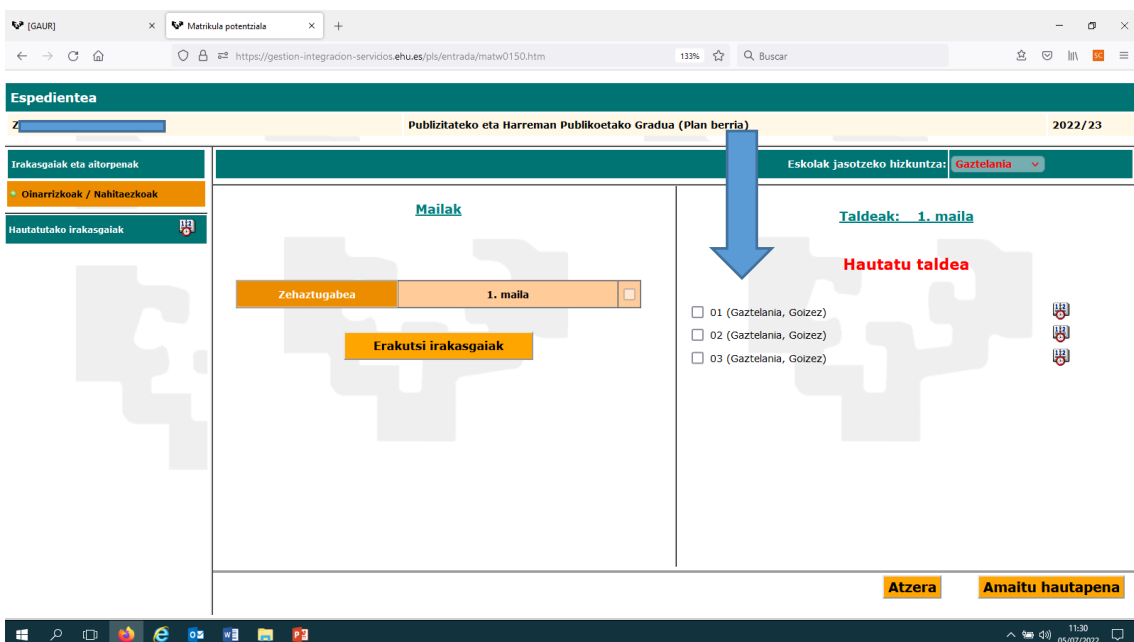 [GAUR]
Matrikula potentziala
https://gestion-integracion-servicios.ehu.es/pls/entrada/matw0150.htm
133%
Buscar
Espedientea
Z
Publizitateko eta Harreman Publikoetako Gradua (Plan berria)
2022/23
Irakasgaiak eta aitorpenak
Eskolak jasotzeko hizkuntza: Gaztelania
Oinarrizkoak / Nahitaezkoak
Hautatutako irakasgaiak
Mailak
Taldeak: 1. maila
Hautatu taldea
Zehaztugabea
1. maila
Erakutsi irakasgaiak
01 (Gaztelania, Goizez)
02 (Gaztelania, Goizez)
03 (Gaztelania, Goizez)
Atzera
Amaitu hautapena
11:30
05/07/2022